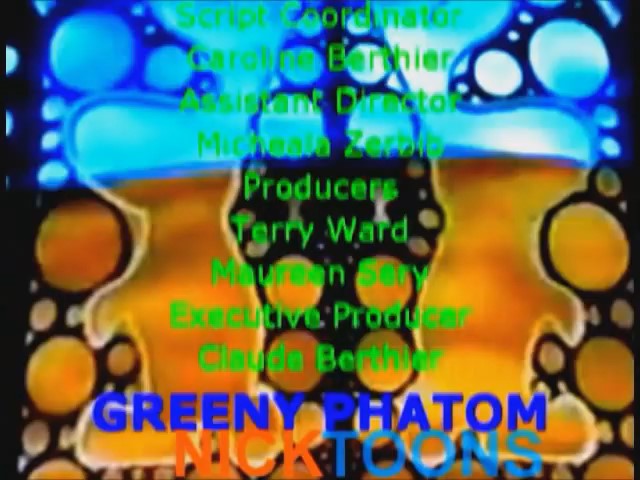 Script Coordinator
Caroline Berthier
Assistant Director
Micheala Zerbib
Producers
Terry Ward
Maureen Sery
Executive Producer
Claude Berthier
GREENY PHATOM
NICKTOONS